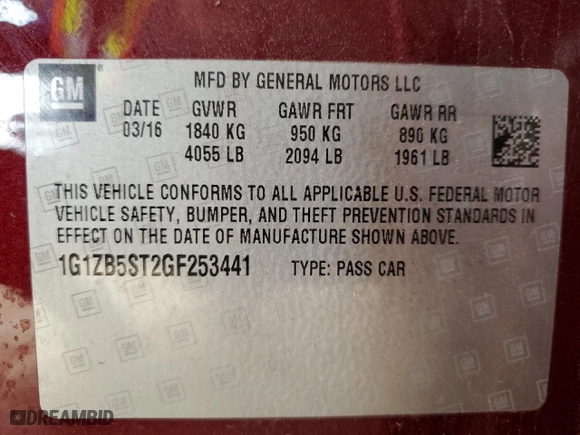 GM ®
MFD BY GENERAL MOTORS LLC
DATE GVWR GAWR FRT GAWR RR
03/16 1840 KG 950 KG 890 KG
4055 LB 2094 LB 1961 LB
THIS VEHICLE CONFORMS TO ALL APPLICABLE U.S. FEDERAL MOTOR
VEHICLE SAFETY, BUMPER, AND THEFT PREVENTION STANDARDS IN
EFFECT ON THE DATE OF MANUFACTURE SHOWN ABOVE.
1G1ZB5ST2GF253441 TYPE: PASS CAR
DREAMBID